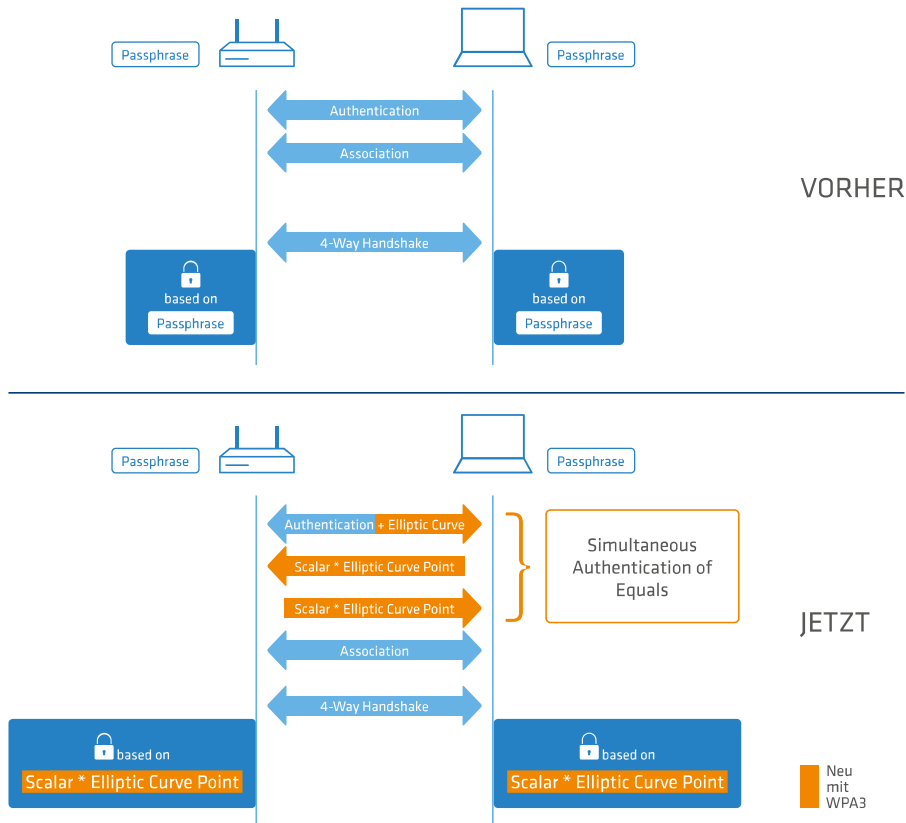 Passphrase
Passphrase
Authentication
Association
VORHER
4-Way Handshake
based on
Passphrase
based on
Passphrase
Passphrase
Passphrase
Authentication + Elliptic Curve
Scalar * Elliptic Curve Point
Scalar * Elliptic Curve Point
Simultaneous
Authentication of
Equals
JETZT
Association
4-Way Handshake
based on
Scalar * Elliptic Curve Point
based on
Scalar * Elliptic Curve Point
Neu
mit
WPA3